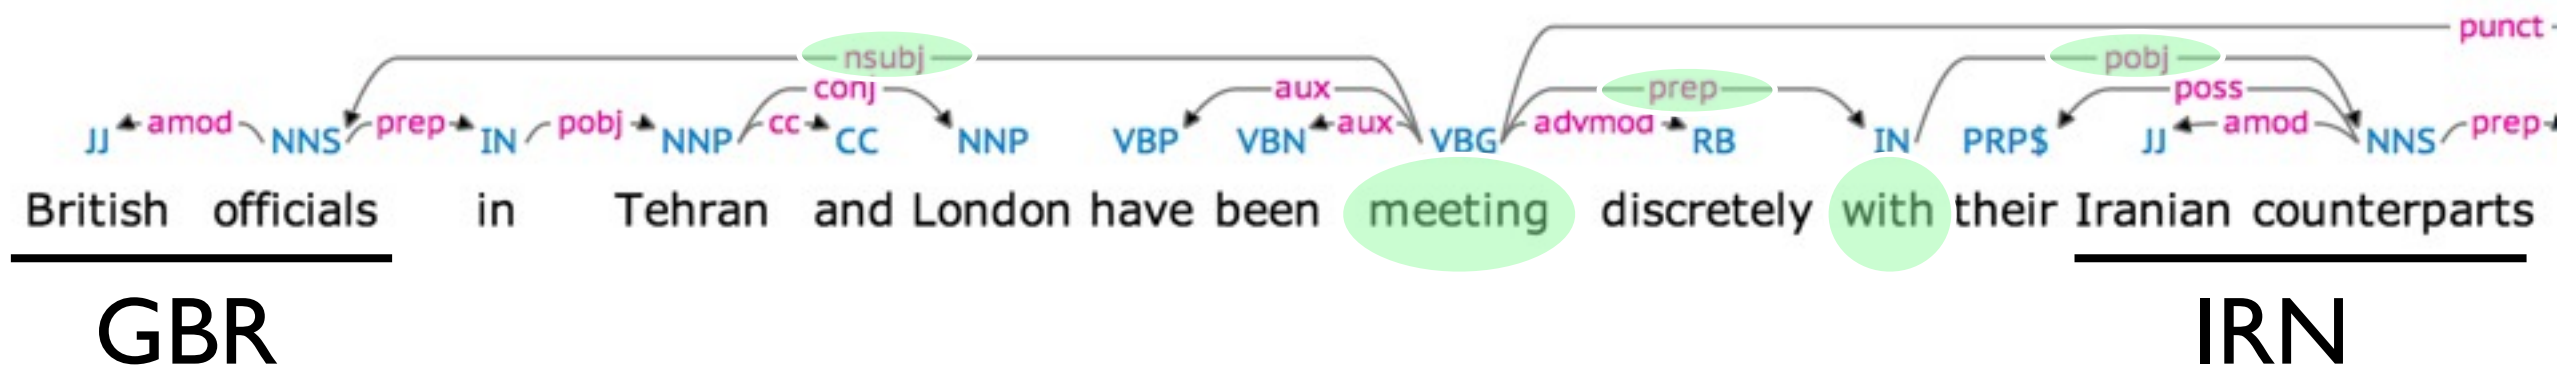 punct
nsubj pobj
conj aux prep poss
amod prep pobj cc aux advmod amod prep
JJ NNS IN NNP CC NNP VBP VBN VBG RB IN PRP$ JJ NNS
British officials in Tehran and London have been meeting discretely with their Iranian counterparts
GBR IRN